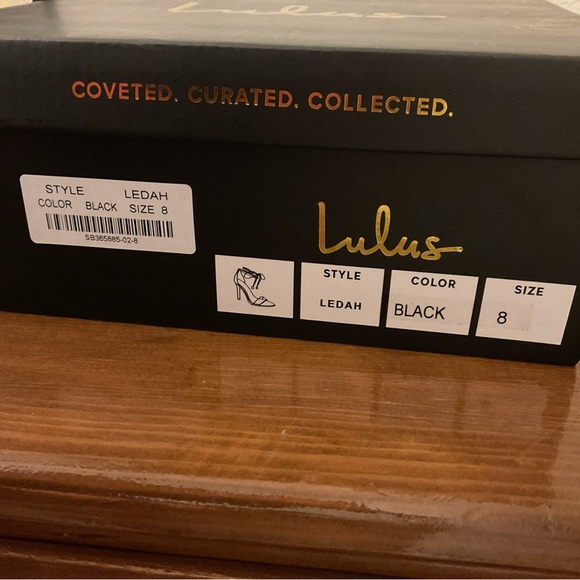 Lulus
COVETED. CURATED. COLLECTED.
STYLE LEDAH
COLOR BLACK SIZE 8
SB365885-02-8
Lulus
STYLE
LEDAH
COLOR
BLACK
SIZE
8